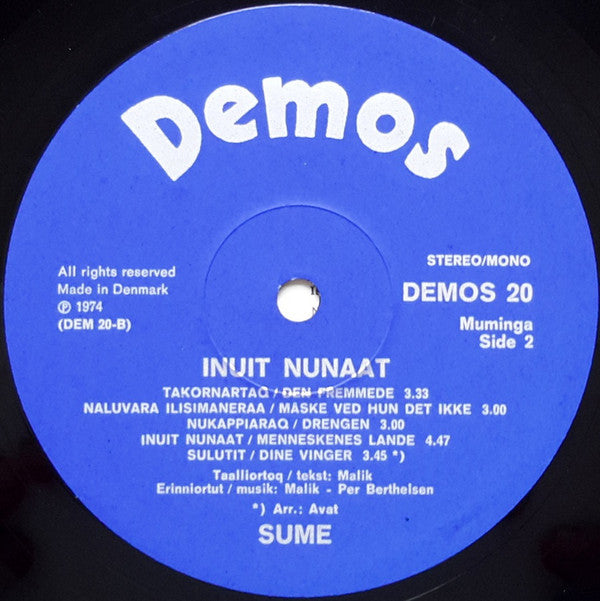 Demos
All rights reserved
Made in Denmark
℗ 1974
(DEM 20-B)
STEREO/MONO
DEMOS 20
Muminga
Side 2
INUIT NUNAAT
TAKORNARTAQ / DEN FREMMEDE 3.33
NALUVARA ILISIMANERAA / MÅSKE VED HUN DET IKKE 3.00
NUKAPPIARAQ / DRENGEN 3.00
INUIT NUNAAT / MENNESKENES LANDE 4.47
SULUTIT / DINE VINGER 3.45 *)
Taalliortoq / tekst: Malik
Erinniortut / musik: Malik - Per Berthelsen
*) Arr.: Avat
SUME